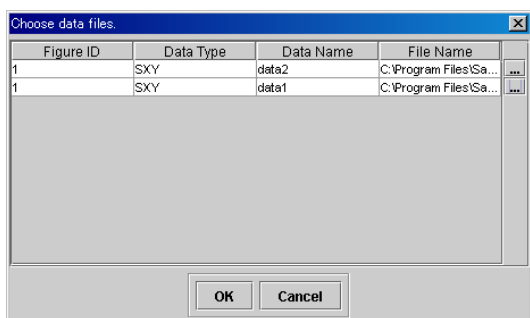 Choose data files.
Figure ID Data Type Data Name File Name
1 SXY data2 C:\Program Files\Sa... ...
1 SXY data1 C:\Program Files\Sa... ...
OK Cancel